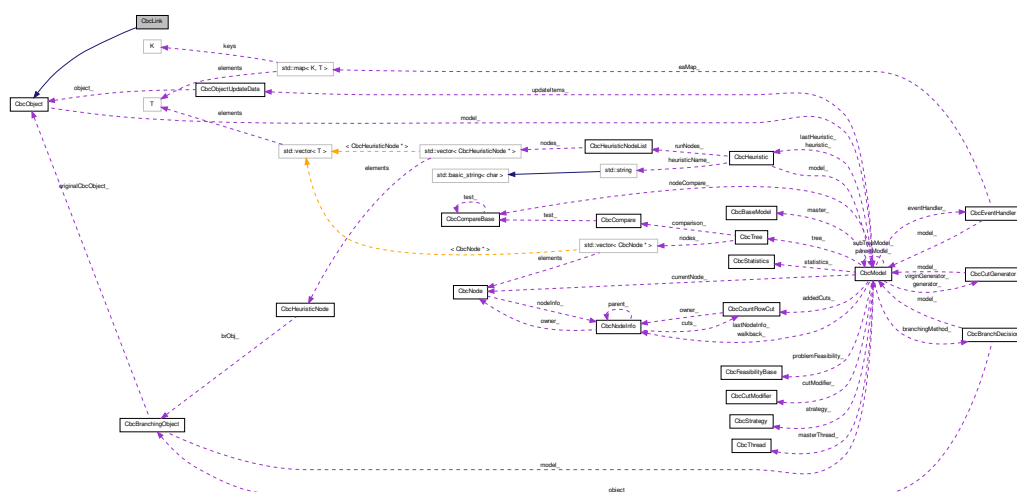 CbcLink
K
keys
std::map< K, T >
elements
eaMap_
object_
CbcObjectUpdateData
updateItems_
CbcObject
T
elements
model_
lastHeuristic_
heuristic_
std::vector< T >
< CbcHeuristicNode * >
std::vector< CbcHeuristicNode * >
nodes_
CbcHeuristicNodeList
runNodes_
CbcHeuristic
heuristicName_
model_
elements
std::basic_string< char >
std::string
originalCbcObject_
nodeCompare_
test_
CbcCompareBase
test_
CbcCompare
comparison_
CbcBaseModel
master_
eventHandler_
CbcEventHandler
model_
CbcTree
tree_
nodes_
std::vector< CbcNode * >
< CbcNode * >
subTreeModel_
parentModel_
elements
CbcStatistics
statistics_
CbcModel
model_
virginGenerator_
generator_
CbcCutGenerator
currentNode_
CbcNode
nodeInfo_
owner_
parent_
CbcNodeInfo
owner_
cuts_
CbcCountRowCut
addedCuts_
lastNodeInfo_
walkback_
model_
branchingMethod_
CbcBranchDecision
CbcHeuristicNode
brObj_
problemFeasibility_
CbcFeasibilityBase
cutModifier_
CbcCutModifier
strategy_
CbcStrategy
masterThread_
CbcThread
CbcBranchingObject
model_
object_